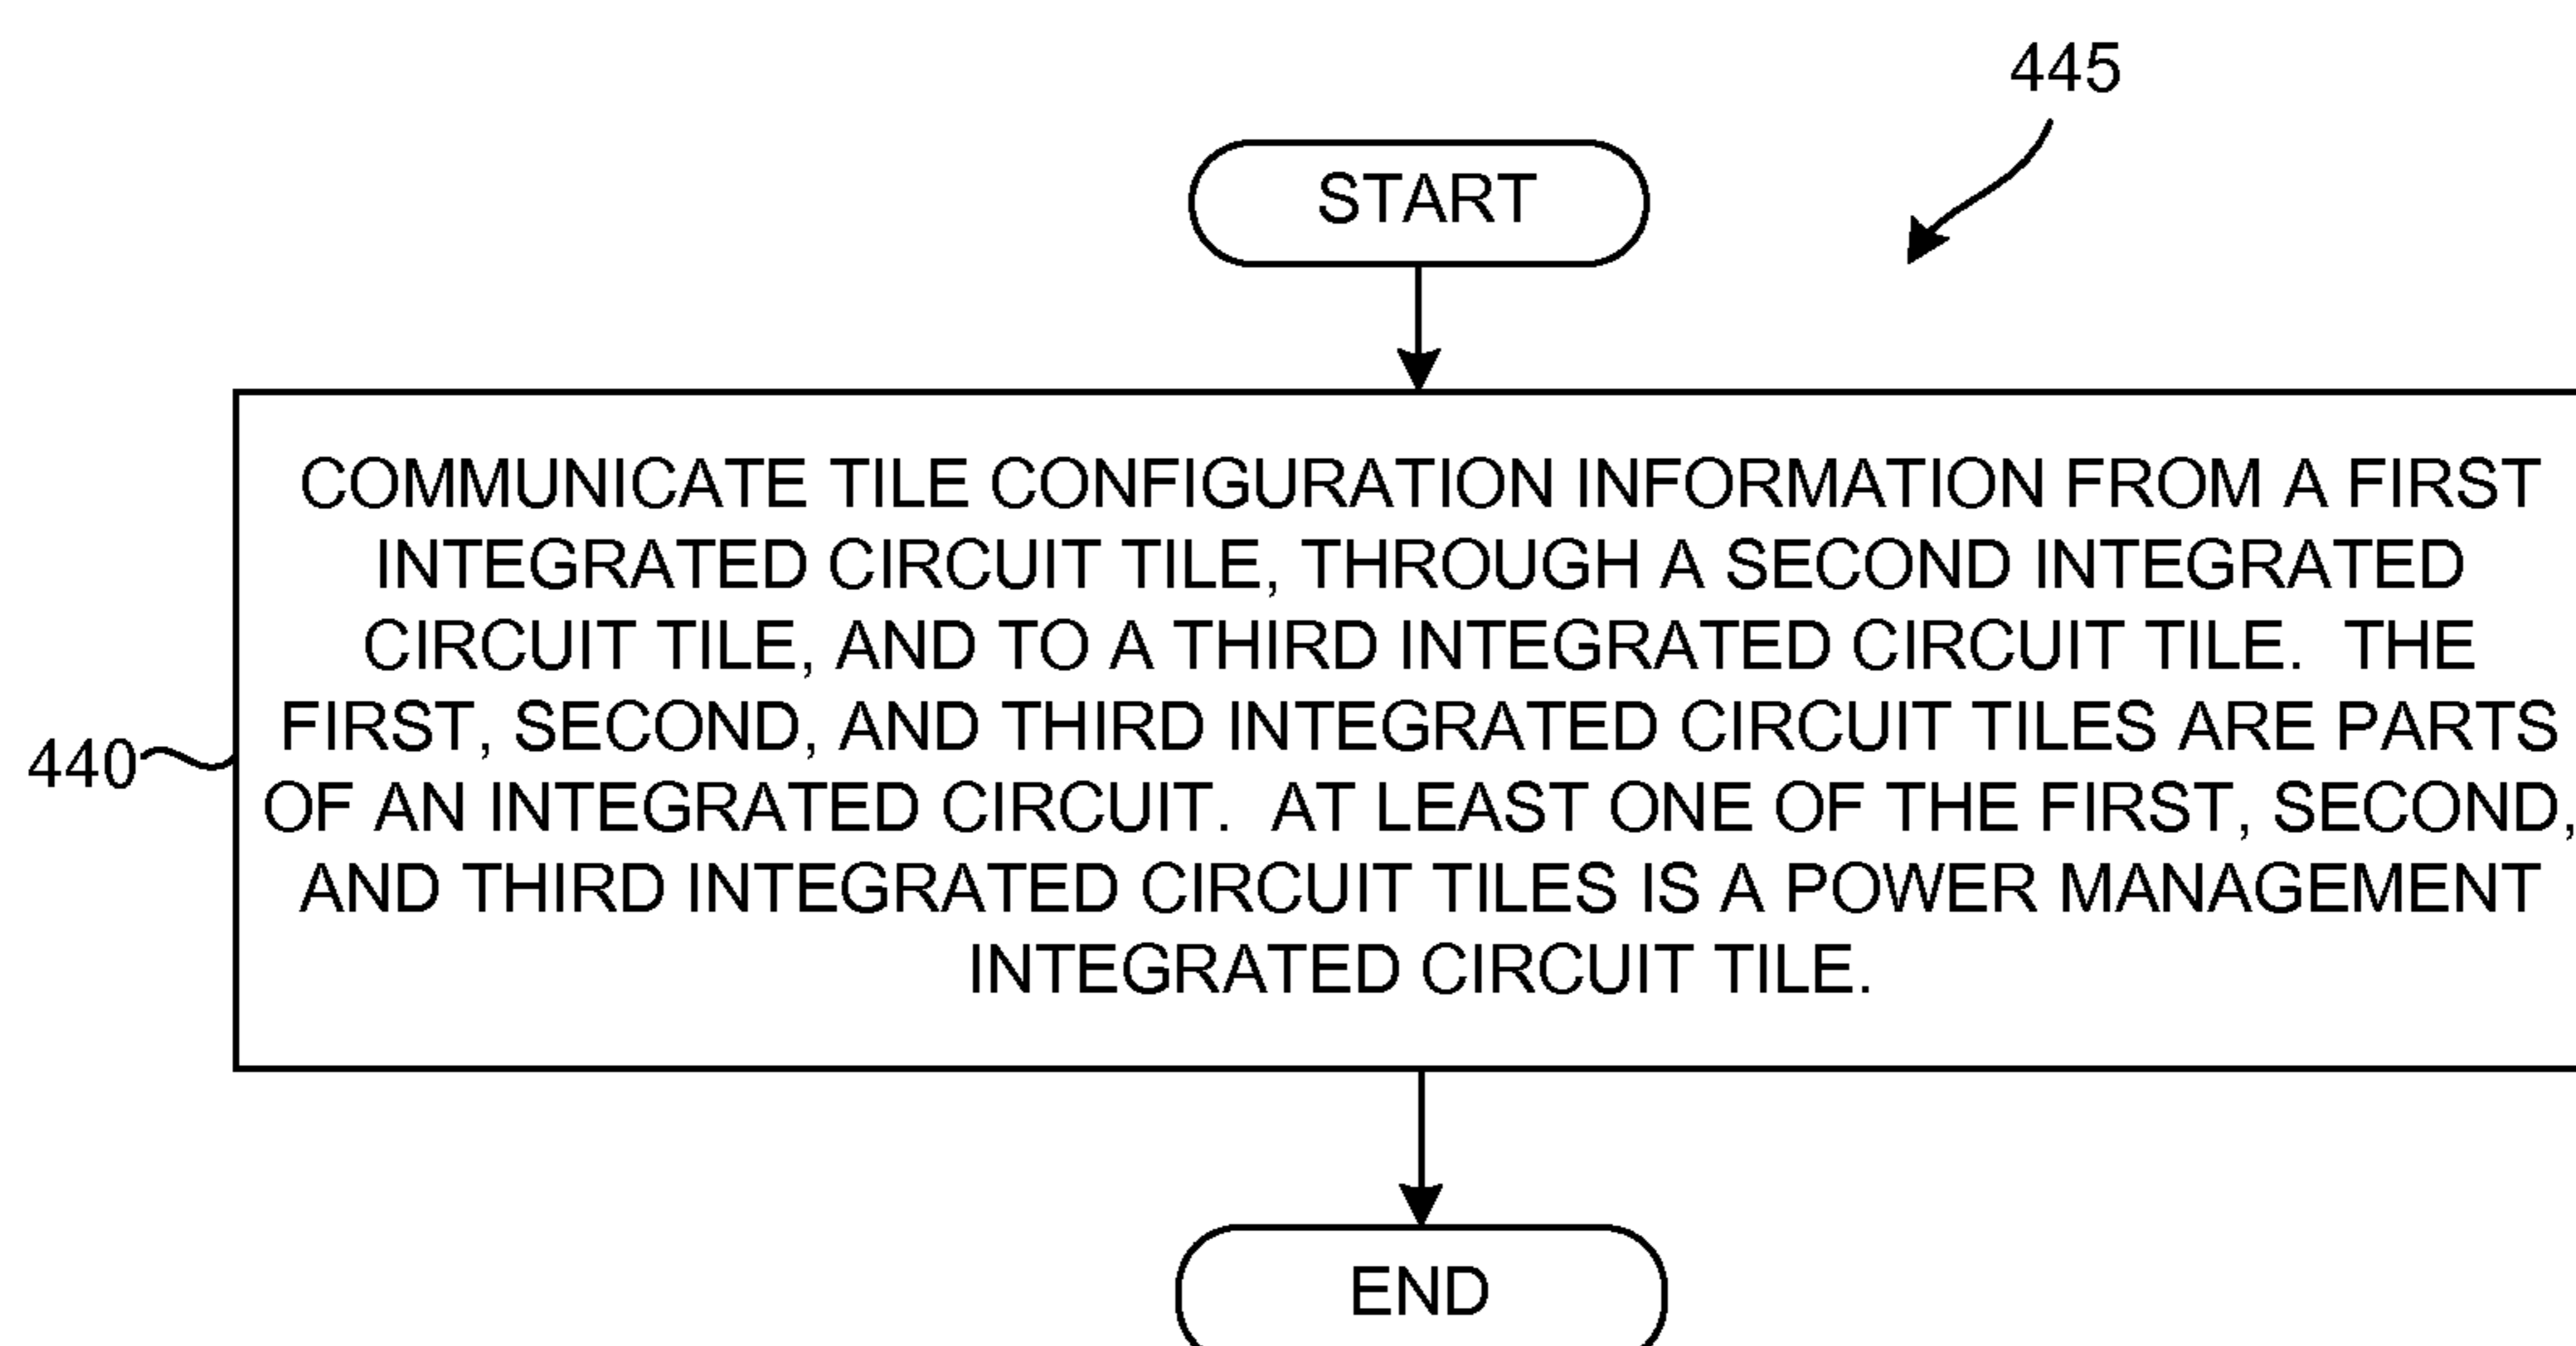 445
START
COMMUNICATE TILE CONFIGURATION INFORMATION FROM A FIRST
INTEGRATED CIRCUIT TILE, THROUGH A SECOND INTEGRATED
CIRCUIT TILE, AND TO A THIRD INTEGRATED CIRCUIT TILE.  THE
FIRST, SECOND, AND THIRD INTEGRATED CIRCUIT TILES ARE PARTS
440
OF AN INTEGRATED CIRCUIT.  AT LEAST ONE OF THE FIRST, SECOND,
AND THIRD INTEGRATED CIRCUIT TILES IS A POWER MANAGEMENT
INTEGRATED CIRCUIT TILE.
END